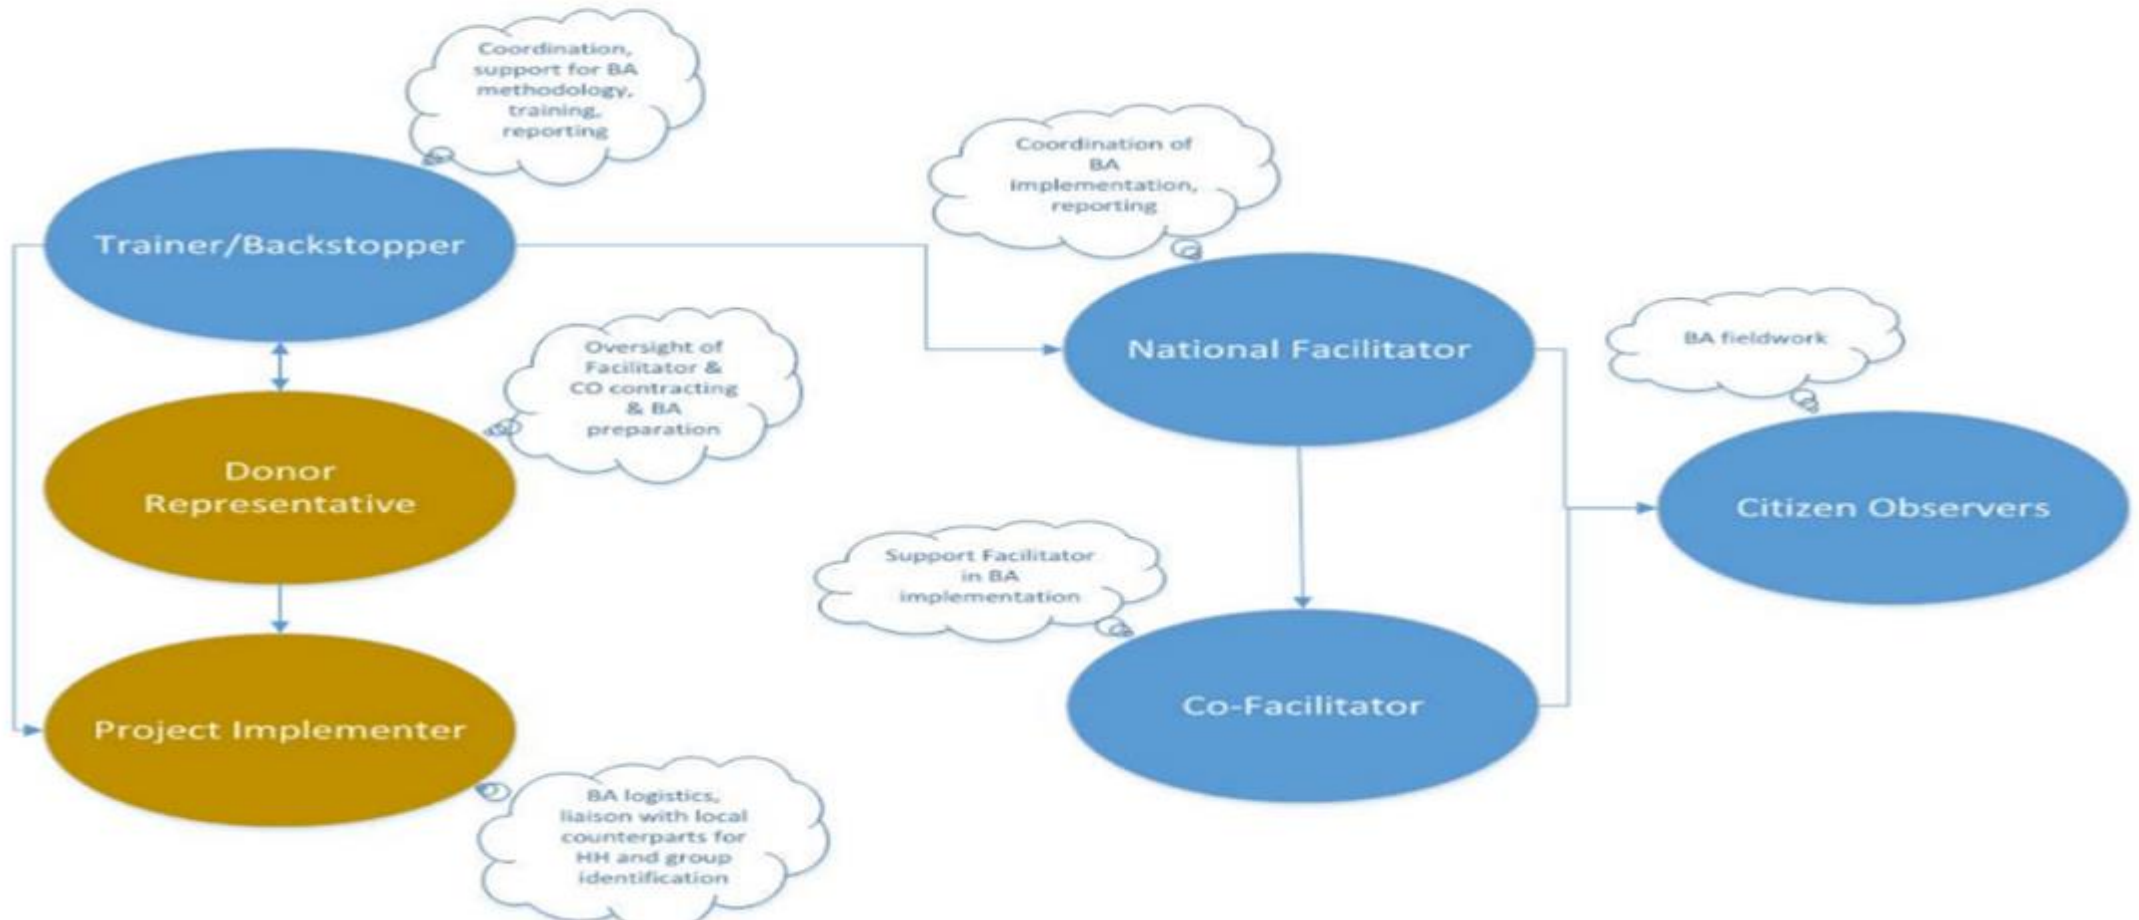 Coordination,
support for BA
methodology,
training,
reporting
Trainer/Backstopper
Coordination of
BA
implementation,
reporting
National Facilitator
Oversight of
Facilitator &
CO contracting
& BA
preparation
Donor
Representative
BA fieldwork
Citizen Observers
Support Facilitator
in BA
implementation
Co-Facilitator
Project Implementer
BA logistics,
liaison with local
counterparts for
HH and group
identification